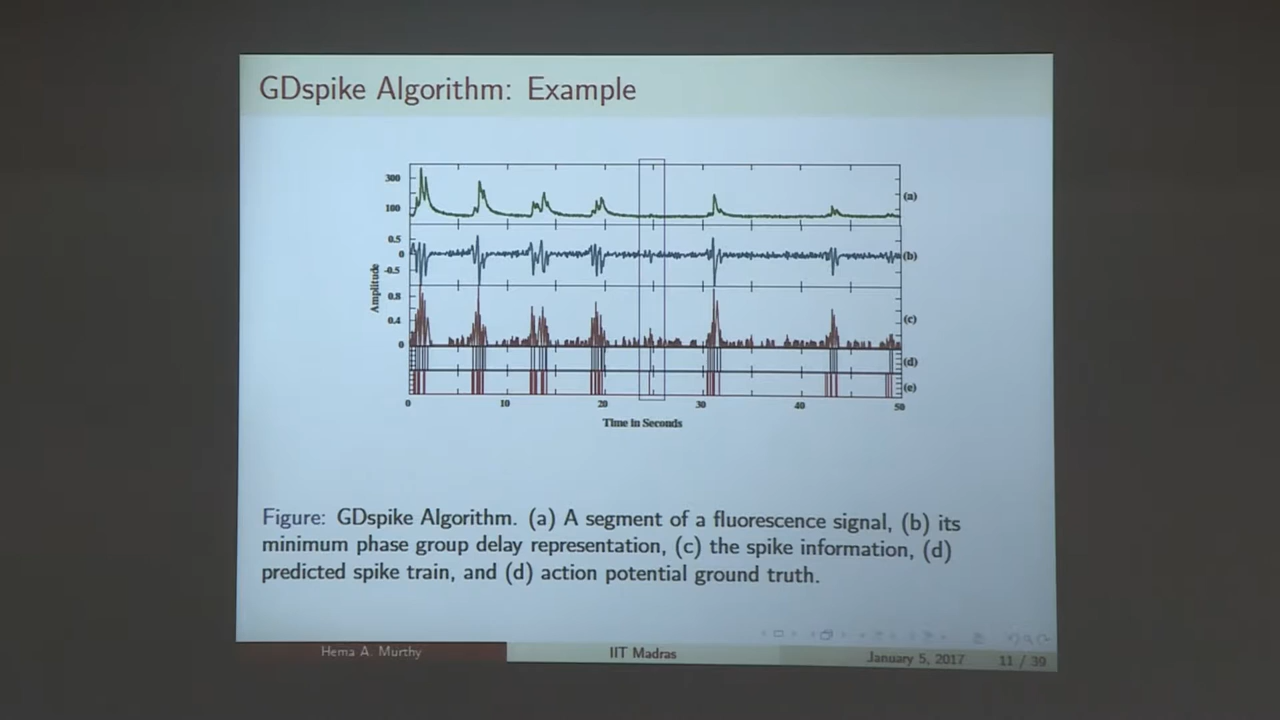 GDspike Algorithm: Example
300
100
(a)
0.5
0
-0.5
(b)
Amplitude
0.8
0.4
0
(c)
(d)
(e)
0 10 20 30 40 50
Time in Seconds
Figure: GDspike Algorithm. (a) A segment of a fluorescence signal, (b) its
minimum phase group delay representation, (c) the spike information, (d)
predicted spike train, and (d) action potential ground truth.
Hema A. Murthy IIT Madras January 5, 2017 11 / 39